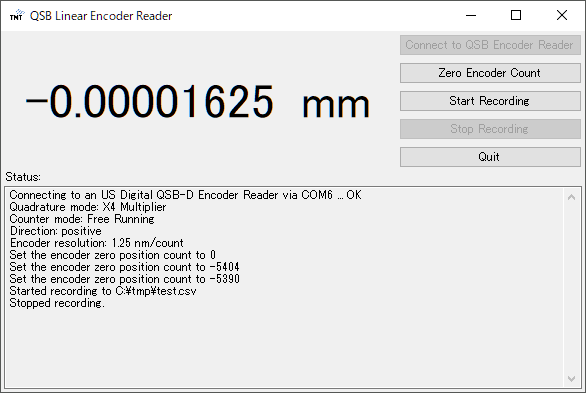 TNT QSB Linear Encoder Reader
Connect to QSB Encoder Reader
-0.00001625 mm
Zero Encoder Count
Start Recording
Stop Recording
Quit
Status:
Connecting to an US Digital QSB-D Encoder Reader via COM6 ... OK
Quadrature mode: X4 Multiplier
Counter mode: Free Running
Direction: positive
Encoder resolution: 1.25 nm/count
Set the encoder zero position count to 0
Set the encoder zero position count to -5404
Set the encoder zero position count to -5390
Started recording to C:¥tmp¥test.csv
Stopped recording.